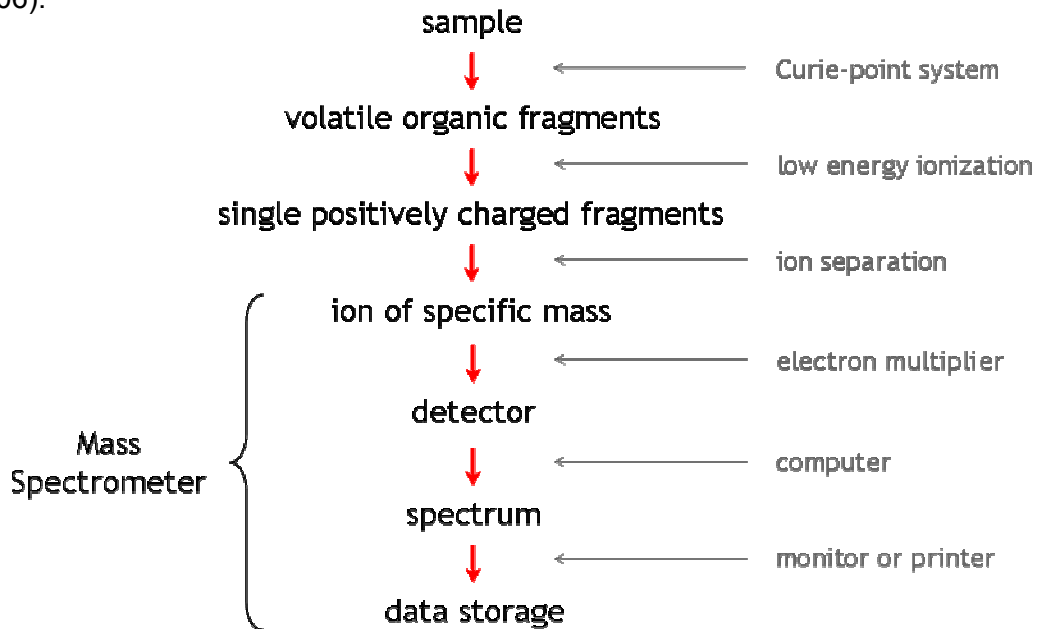 sample
Curie-point system
volatile organic fragments
low energy ionization
single positively charged fragments
ion separation
ion of specific mass
electron multiplier
detector
Mass
Spectrometer
computer
spectrum
monitor or printer
data storage